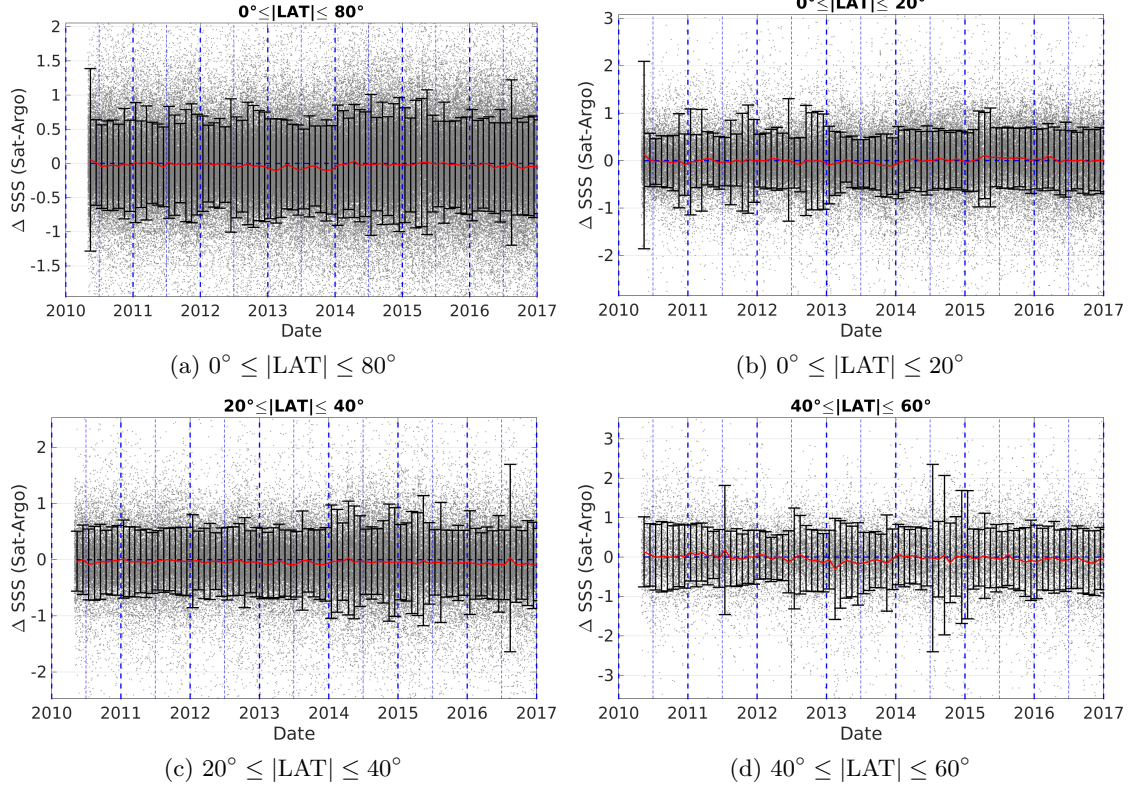 0°≤|LAT|≤ 80°
2
1.5
1
0.5
0
-0.5
-1
-1.5
Δ SSS (Sat-Argo)
2010 2011 2012 2013 2014 2015 2016 2017
Date
(a) 0° ≤ |LAT| ≤ 80°
0°≤|LAT|≤ 20°
3
2
1
0
-1
-2
Δ SSS (Sat-Argo)
2010 2011 2012 2013 2014 2015 2016 2017
Date
(b) 0° ≤ |LAT| ≤ 20°
20°≤|LAT|≤ 40°
2
1
0
-1
-2
Δ SSS (Sat-Argo)
2010 2011 2012 2013 2014 2015 2016 2017
Date
(c) 20° ≤ |LAT| ≤ 40°
40°≤|LAT|≤ 60°
3
2
1
0
-1
-2
-3
Δ SSS (Sat-Argo)
2010 2011 2012 2013 2014 2015 2016 2017
Date
(d) 40° ≤ |LAT| ≤ 60°